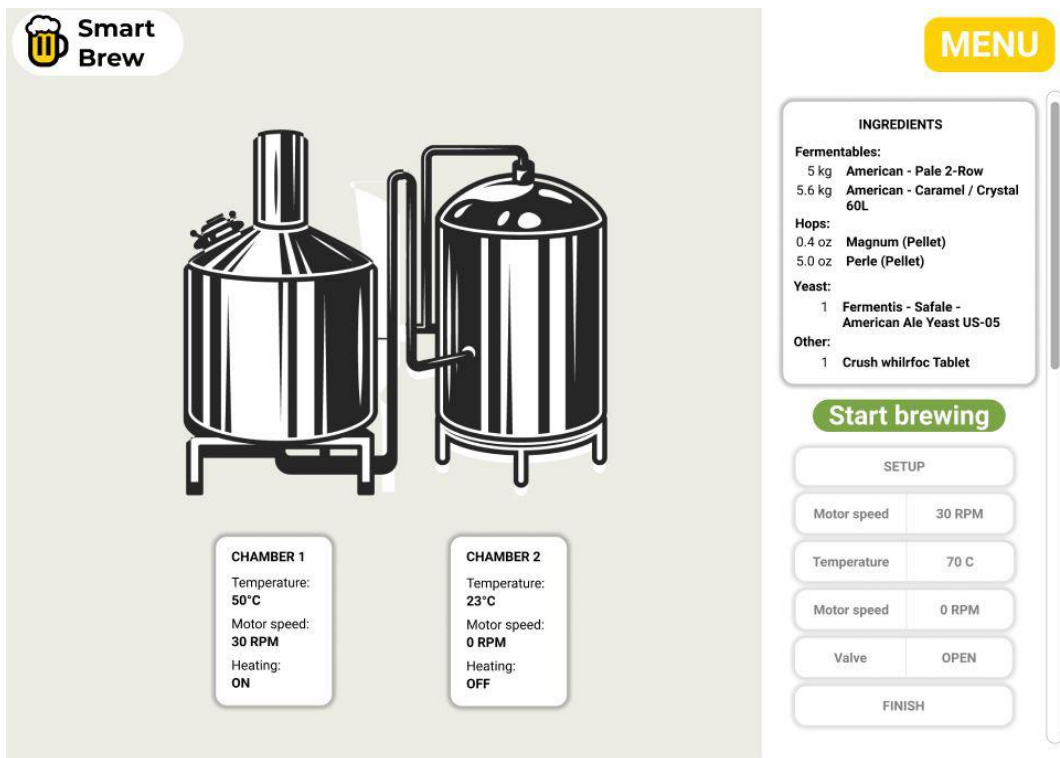 Smart
Brew
MENU
INGREDIENTS
Fermentables:
5 kg American - Pale 2-Row
5.6 kg American - Caramel / Crystal
60L
Hops:
0.4 oz Magnum (Pellet)
5.0 oz Perle (Pellet)
Yeast:
1 Fermentis - Safale -
American Ale Yeast US-05
Other:
1 Crush whilrfoc Tablet
Start brewing
SETUP
Motor speed 30 RPM
Temperature 70 C
Motor speed 0 RPM
Valve OPEN
FINISH
CHAMBER 1
Temperature:
50°C
Motor speed:
30 RPM
Heating:
ON
CHAMBER 2
Temperature:
23°C
Motor speed:
0 RPM
Heating:
OFF